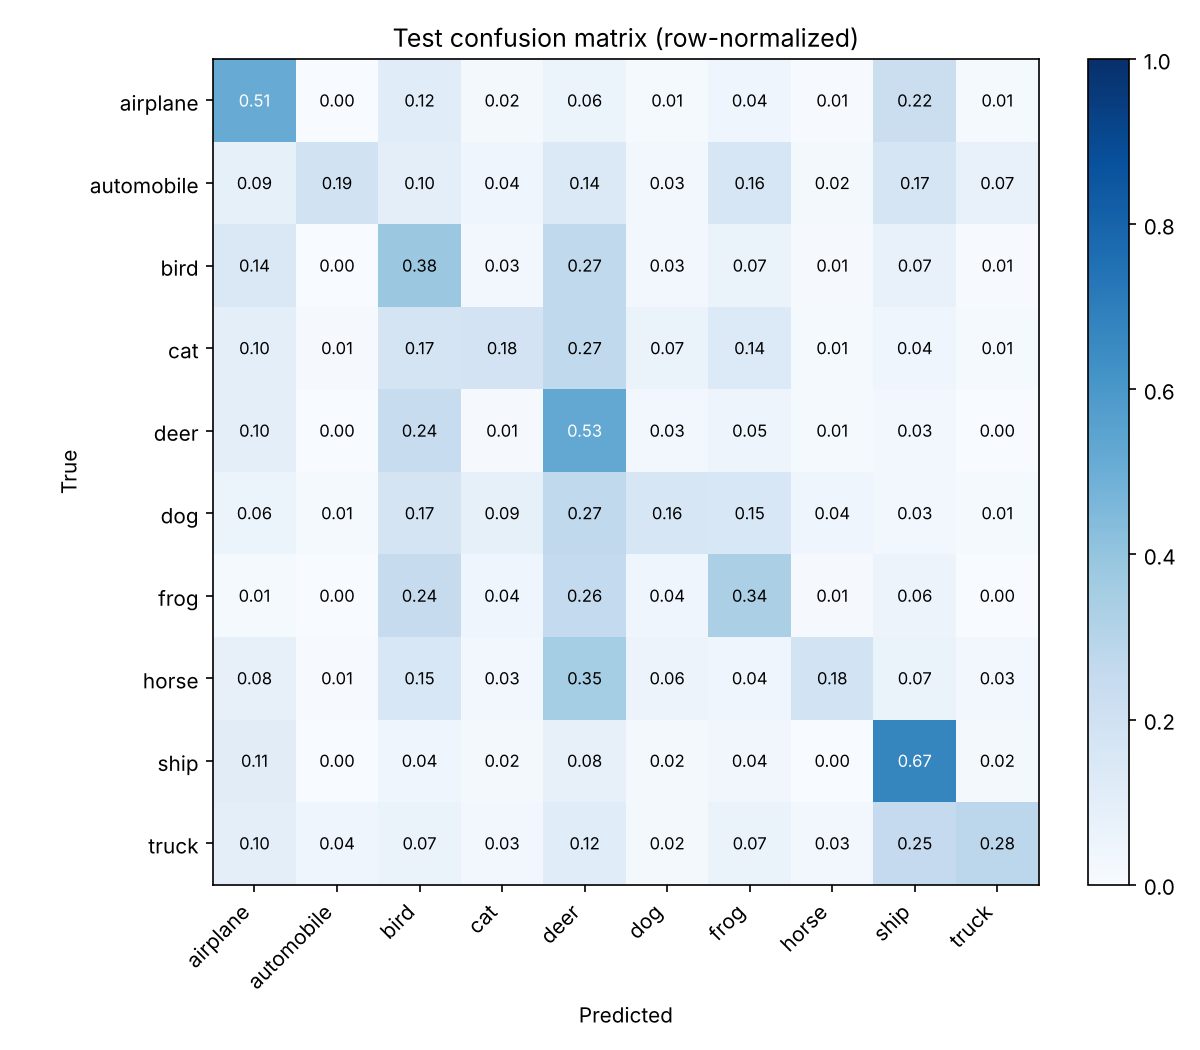 Test confusion matrix (row-normalized)
airplane 0.51 0.00 0.12 0.02 0.06 0.01 0.04 0.01 0.22 0.01
automobile 0.09 0.19 0.10 0.04 0.14 0.03 0.16 0.02 0.17 0.07
bird 0.14 0.00 0.38 0.03 0.27 0.03 0.07 0.01 0.07 0.01
cat 0.10 0.01 0.17 0.18 0.27 0.07 0.14 0.01 0.04 0.01
deer 0.10 0.00 0.24 0.01 0.53 0.03 0.05 0.01 0.03 0.00
dog 0.06 0.01 0.17 0.09 0.27 0.16 0.15 0.04 0.03 0.01
frog 0.01 0.00 0.24 0.04 0.26 0.04 0.34 0.01 0.06 0.00
horse 0.08 0.01 0.15 0.03 0.35 0.06 0.04 0.18 0.07 0.03
ship 0.11 0.00 0.04 0.02 0.08 0.02 0.04 0.00 0.67 0.02
truck 0.10 0.04 0.07 0.03 0.12 0.02 0.07 0.03 0.25 0.28
True
airplane automobile bird cat deer dog frog horse ship truck
Predicted
1.0
0.8
0.6
0.4
0.2
0.0